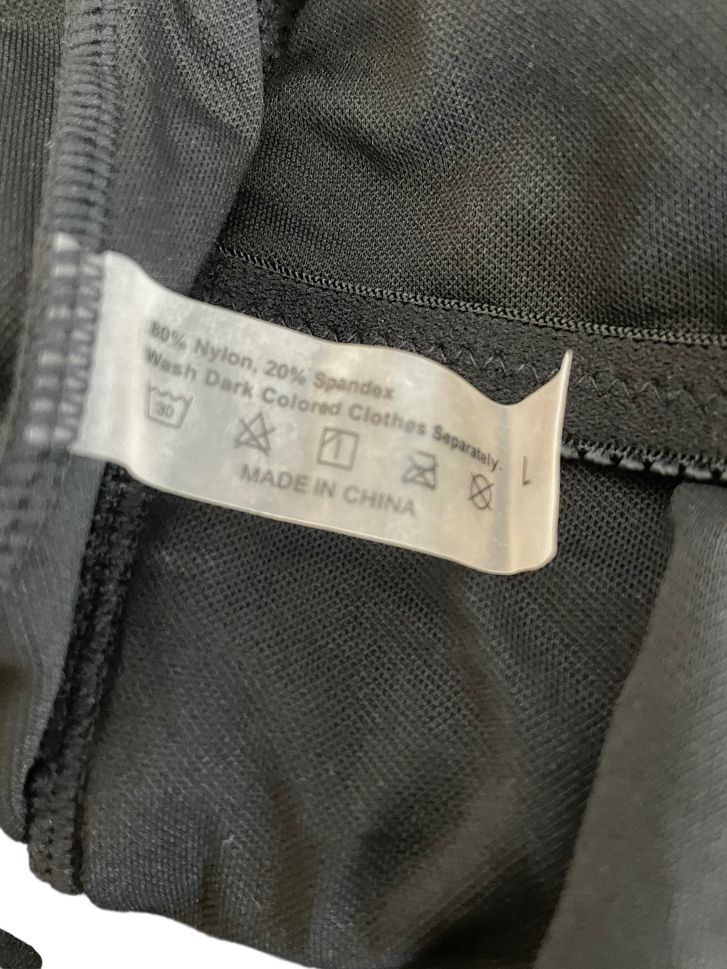 80% Nylon, 20% Spandex
Wash Dark Colored Clothes Separately.
30
L
MADE IN CHINA